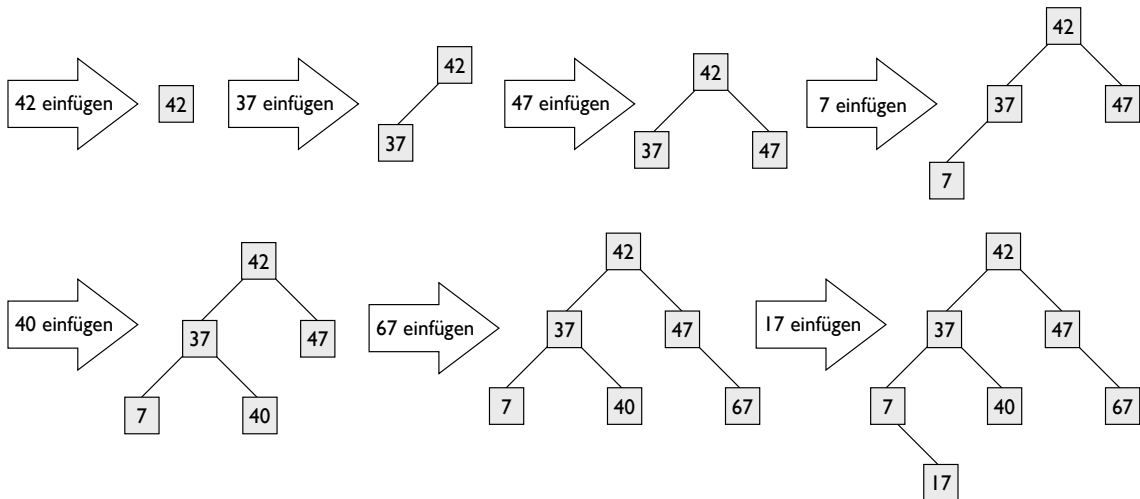 42 einfügen
42
37 einfügen
42
37
47 einfügen
42
37 47
7 einfügen
42
37 47
7
40 einfügen
42
37 47
7 40
67 einfügen
42
37 47
7 40 67
17 einfügen
42
37 47
7 40 67
17